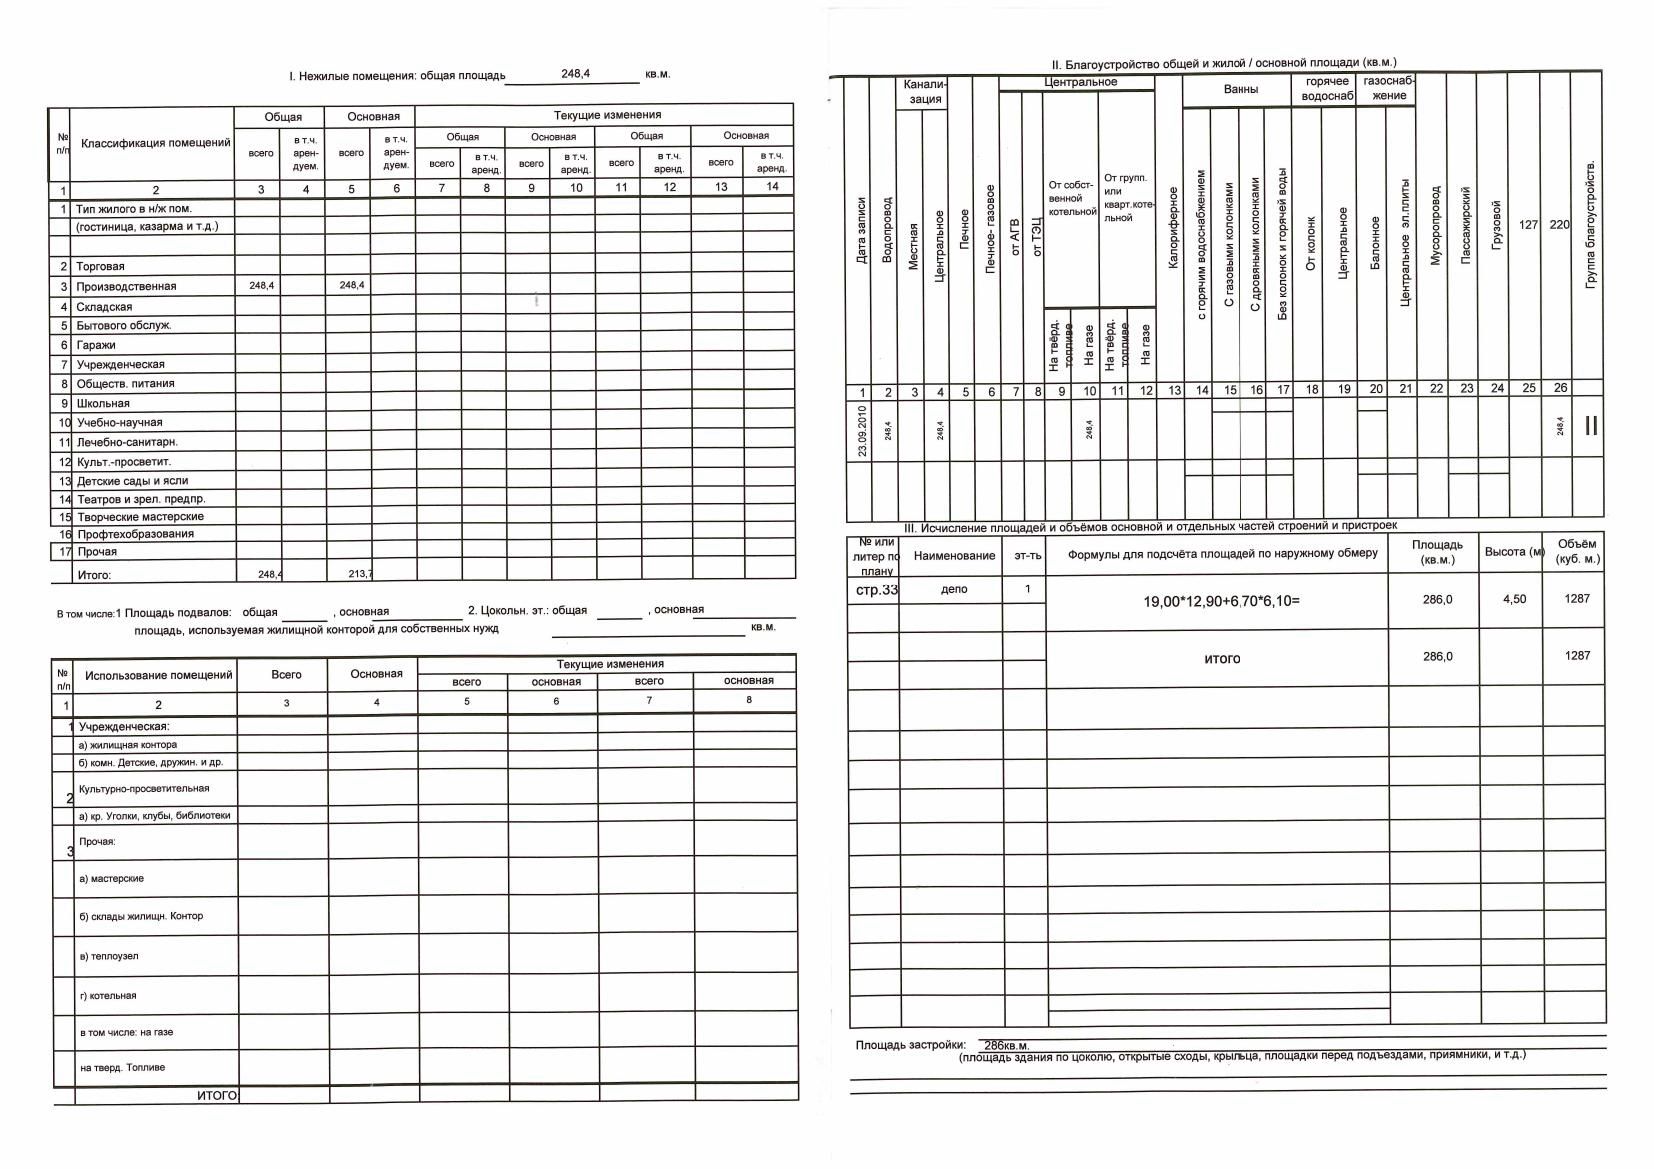 I. Нежилые помещения: общая площадь 248,4 кв.м.
№ п/п Классификация помещений Общая Основная Текущие изменения
Общая Основная Общая Основная
всего в т.ч. арен- дуем. всего в т.ч. арен- дуем. всего в т.ч. аренд. всего в т.ч. аренд. всего в т.ч. аренд. всего в т.ч. аренд.
1 2 3 4 5 6 7 8 9 10 11 12 13 14
1 Тип жилого в н/ж пом.
(гостиница, казарма и т.д.)
2 Торговая
3 Производственная 248,4 248,4
4 Складская
5 Бытового обслуж.
6 Гаражи
7 Учрежденческая
8 Обществ. питания
9 Школьная
10 Учебно-научная
11 Лечебно-санитарн.
12 Культ.-просветит.
13 Детские сады и ясли
14 Театров и зрел. предпр.
15 Творческие мастерские
16 Профтехобразования
17 Прочая
Итого: 248,4 213,7
В том числе:1 Площадь подвалов: общая , основная 2. Цокольн. эт.: общая , основная
площадь, используемая жилищной конторой для собственных нужд кв.м.
№ п/п Использование помещений Всего Основная Текущие изменения
всего основная всего основная
1 2 3 4 5 6 7 8
1 Учрежденческая:
а) жилищная контора
б) комн. Детские, дружин. и др.
2 Культурно-просветительная
а) кр. Уголки, клубы, библиотеки
3 Прочая:
а) мастерские
б) склады жилищн. Контор
в) теплоузел
г) котельная
в том числе: на газе
на тверд. Топливе
ИТОГО:
II. Благоустройство общей и жилой / основной площади (кв.м.)
Канали- зация Центральное Ванны горячее водоснаб газоснаб- жение
Дата записи
Водопровод
Местная
Центральное
Печное
Печное- газовое
от АГВ
от ТЭЦ
От собст- венной котельной
На твёрд. топливе
На газе
От групп. или кварт.коте- льной
На твёрд. топливе
На газе
Калориферное
с горячим водоснабжением
С газовыми колонками
С дровяными колонками
Без колонок и горячей воды
От колонк
Центральное
Балонное
Центральное эл.плиты
Мусоропровод
Пассажирский
Грузовой
127
220
Группа благоустройств.
1 2 3 4 5 6 7 8 9 10 11 12 13 14 15 16 17 18 19 20 21 22 23 24 25 26
23.09.2010 248,4 248,4 248,4 248,4 II
III. Исчисление площадей и объёмов основной и отдельных частей строений и пристроек
№ или литер по плану Наименование эт-ть Формулы для подсчёта площадей по наружному обмеру Площадь (кв.м.) Высота (м) Объём (куб. м.)
стр.33 депо 1 19,00*12,90+6,70*6,10= 286,0 4,50 1287
ИТОГО 286,0 1287
Площадь застройки: 286кв.м.
(площадь здания по цоколю, открытые сходы, крыльца, площадки перед подъездами, приямники, и т.д.)